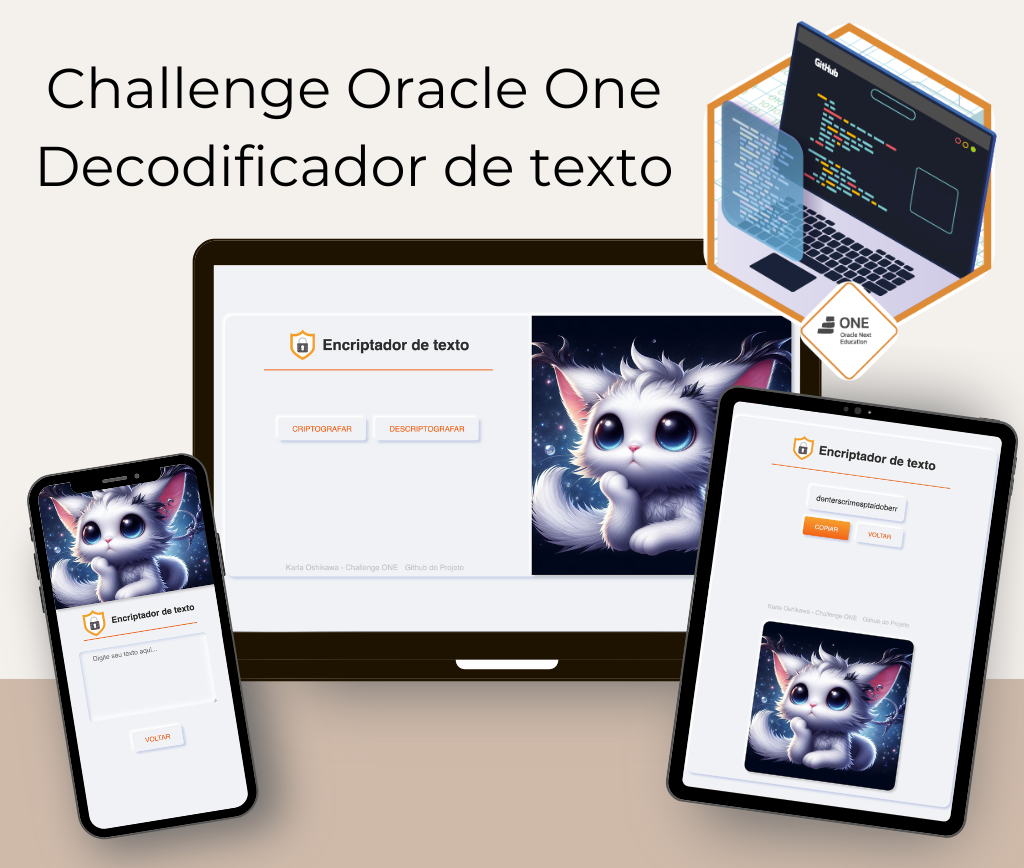 Challenge Oracle One
Decodificador de texto
GitHub
ONE
Oracle Next
Education
Encriptador de texto
CRIPTOGRAFAR
DESCRIPTOGRAFAR
Karla Oshikawa - Challenge ONE Github do Projeto
Encriptador de texto
Digite seu texto aqui...
VOLTAR
Encriptador de texto
denterscrimesptaidoberr
COPIAR
VOLTAR
Karla Oshikawa - Challenge ONE Github do Projeto